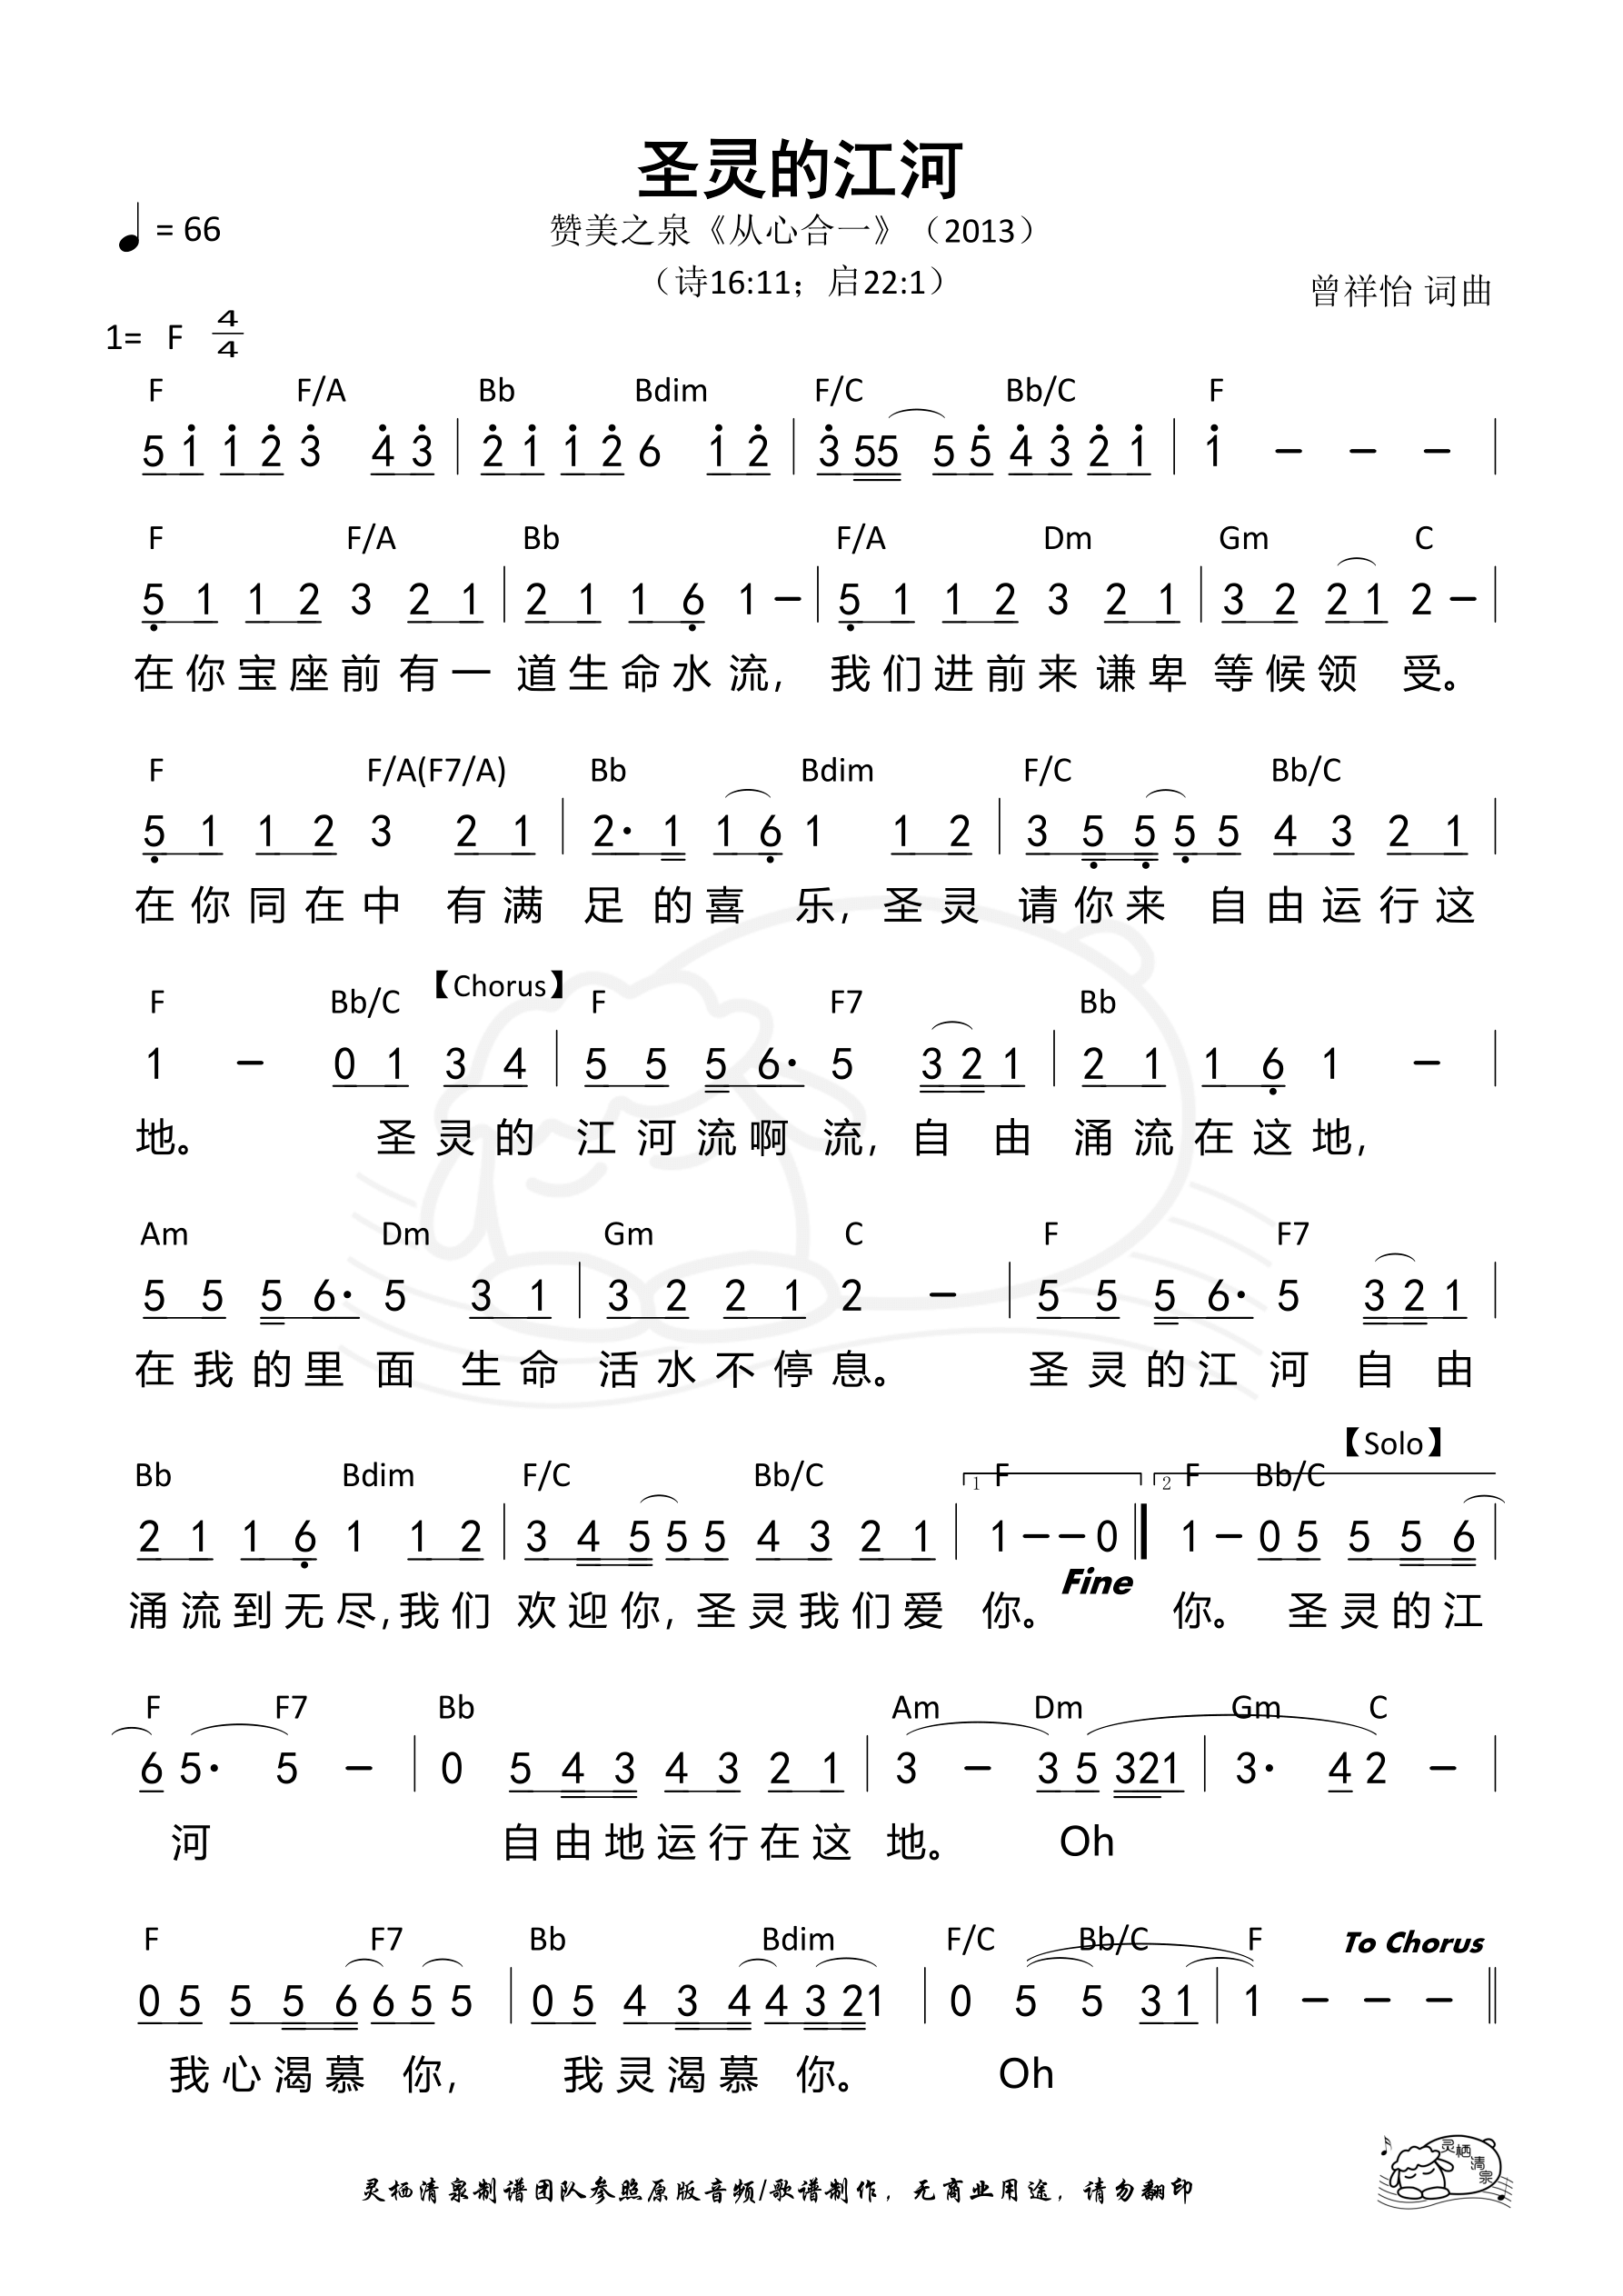 圣灵的江河
♩ = 66
赞美之泉《从心合一》（2013）
（诗16:11；启22:1）
曾祥怡 词曲
1= F 4/4
F F/A Bb Bdim F/C Bb/C F
5 1̇ 1̇ 2̇ 3̇ 4̇ 3̇ | 2̇ 1̇ 1̇ 2̇ 6 1̇ 2̇ | 3̇ 55 5 5̇ 4̇ 3̇ 2̇ 1̇ | 1̇ – – – |
F F/A Bb F/A Dm Gm C
5̣ 1 1 2 3 2 1 | 2 1 1 6̣ 1 – | 5̣ 1 1 2 3 2 1 | 3 2 2 1 2 – |
在你宝座前有一 道生命水流, 我们进前来谦卑 等候领 受。
F F/A(F7/A) Bb Bdim F/C Bb/C
5̣ 1 1 2 3 2 1 | 2· 1 1 6̣ 1 1 2 | 3 5̣ 5̣ 5̣ 5 4 3 2 1 |
在你同在中 有满 足 的喜 乐, 圣灵 请你来 自由运行这
F Bb/C 【Chorus】 F F7 Bb
1 – 0 1 3 4 | 5 5 5 6· 5 3 2 1 | 2 1 1 6̣ 1 – |
地。 圣灵的 江河流啊 流, 自 由 涌流在这地,
Am Dm Gm C F F7
5 5 5 6· 5 3 1 | 3 2 2 1 2 – | 5 5 5 6· 5 3 2 1 |
在我的里面 生命 活水不停息。 圣灵的江 河 自 由
【Solo】
Bb Bdim F/C Bb/C 1 F 2 F Bb/C
2 1 1 6̣ 1 1 2 | 3 4 5 5 5 4 3 2 1 | 1 – – 0 ‖ 1 – 0 5 5 5 6 |
Fine
涌流到无尽,我们 欢迎你, 圣灵我们爱 你。 你。 圣灵的江
F F7 Bb Am Dm Gm C
6 5· 5 – | 0 5 4 3 4 3 2 1 | 3 – 3 5 321 | 3· 4 2 – |
河 自由地运行在这 地。 Oh
F F7 Bb Bdim F/C Bb/C F To Chorus
0 5 5 5 6 6 5 5 | 0 5 4 3 4 4 3 2 1 | 0 5 5 3 1 | 1 – – – ‖
我心渴慕 你, 我灵渴慕 你。 Oh
灵栖清泉制谱团队参照原版音频/歌谱制作，无商业用途，请勿翻印
灵栖清泉